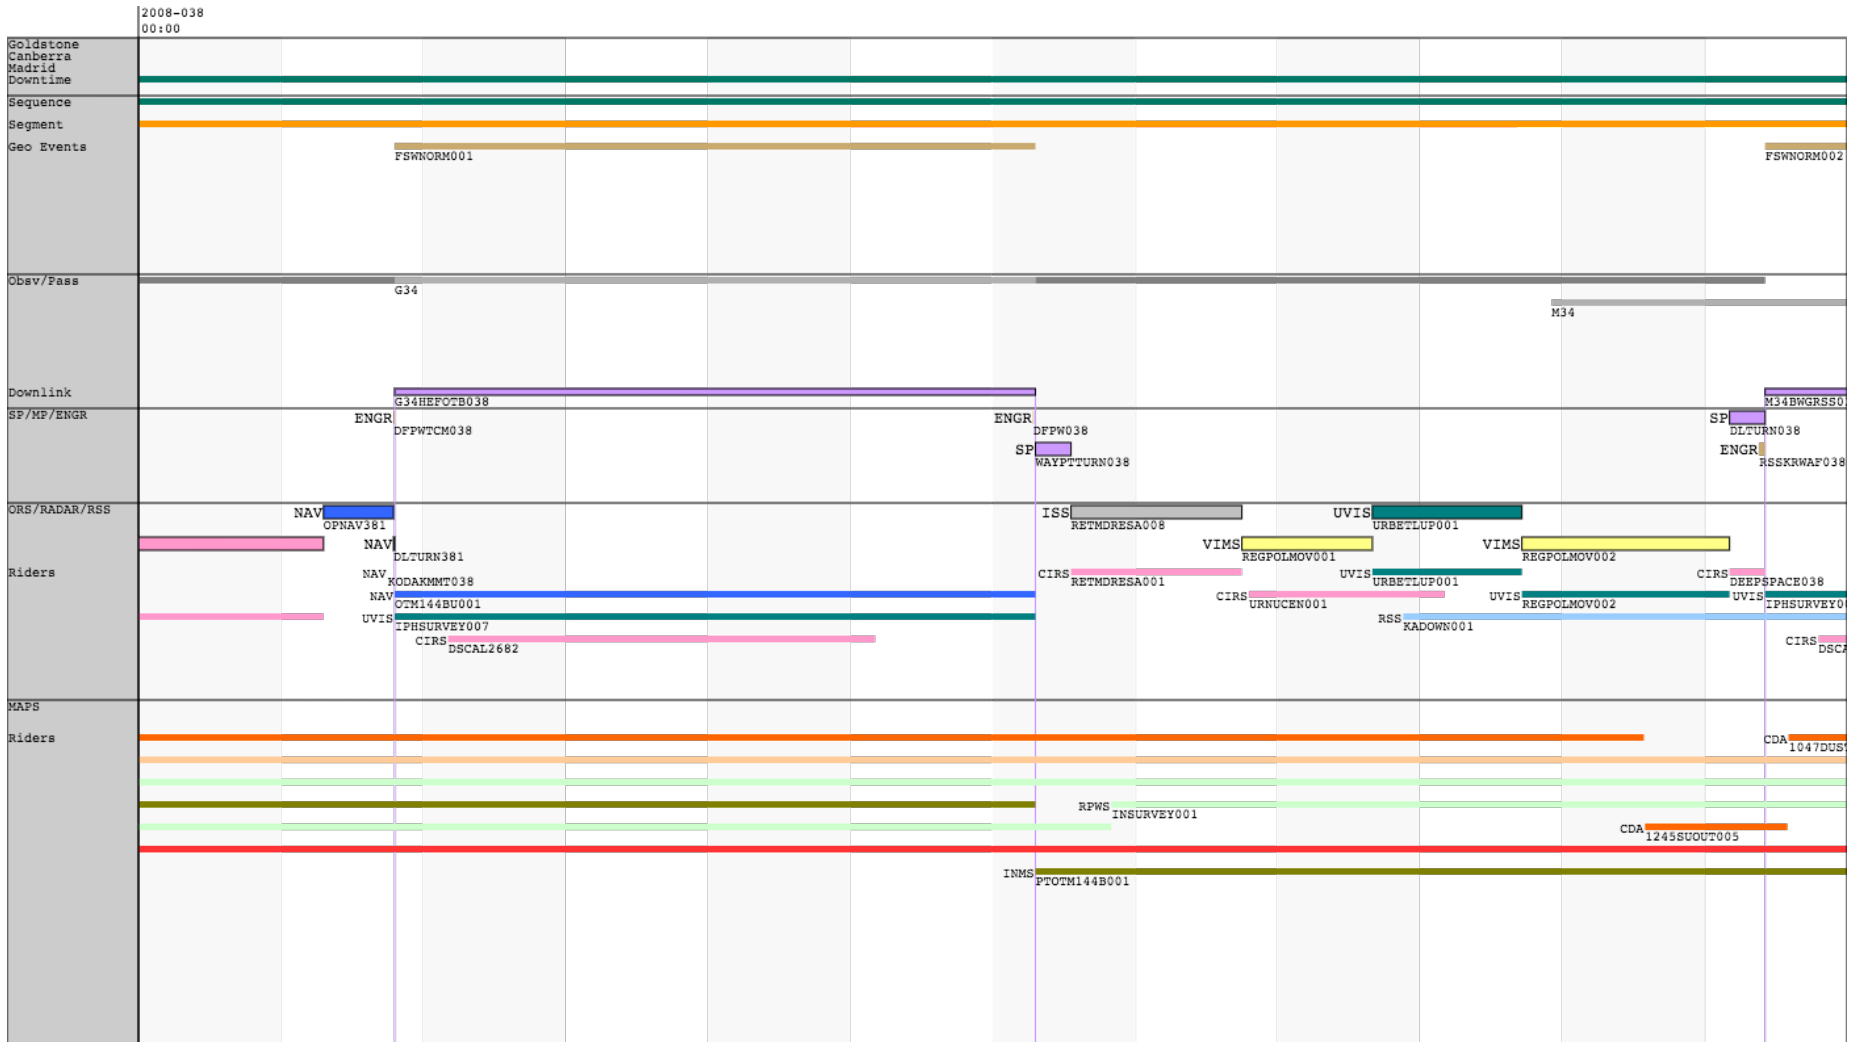 2008-038
00:00
Goldstone
Canberra
Madrid
Downtime
Sequence
Segment
Geo Events
FSWNORM001
FSWNORM002
Obsv/Pass
G34
M34
Downlink
G34HEFOTB038
M34BWGRSS03
SP/MP/ENGR
ENGR
DFPWTCM038
ENGR
DFPW038
SP
DLTURN038
SP
WAYPTTURN038
ENGR
RSSKRWAF038
ORS/RADAR/RSS
NAV
OPNAV381
ISS
RETMDRESA008
UVIS
URBETLUP001
NAV
DLTURN381
VIMS
REGPOLMOV001
VIMS
REGPOLMOV002
Riders
NAV
KODAKMMT038
CIRS
RETMDRESA001
UVIS
URBETLUP001
CIRS
DEEPSPACE038
NAV
OTM144BU001
CIRS
URNUCEN001
UVIS
REGPOLMOV002
UVIS
IPHSURVEY00
UVIS
IPHSURVEY007
RSS
KADOWN001
CIRS
DSCAL2682
CIRS
DSCA
MAPS
Riders
CDA
1047DUST
RPWS
INSURVEY001
CDA
1245SUOUT005
INMS
PTOTM144B001